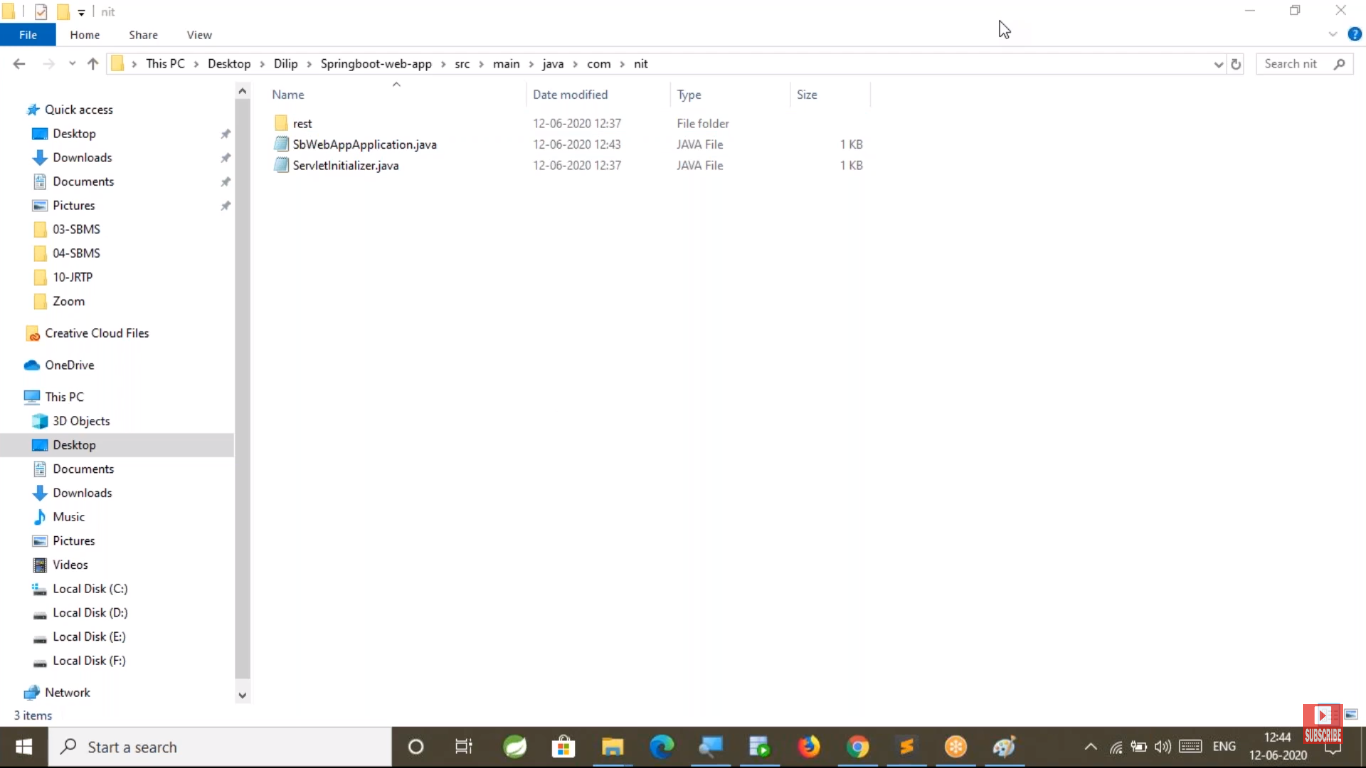 nit
File Home Share View
This PC Desktop Dilip Springboot-web-app src main java com nit Search nit
Name Date modified Type Size
rest 12-06-2020 12:37 File folder
SbWebAppApplication.java 12-06-2020 12:43 JAVA File 1 KB
ServletInitializer.java 12-06-2020 12:37 JAVA File 1 KB
Quick access
Desktop
Downloads
Documents
Pictures
03-SBMS
04-SBMS
10-JRTP
Zoom
Creative Cloud Files
OneDrive
This PC
3D Objects
Desktop
Documents
Downloads
Music
Pictures
Videos
Local Disk (C:)
Local Disk (D:)
Local Disk (E:)
Local Disk (F:)
Network
3 items
SUBSCRIBE
Start a search
ENG
12:44
12-06-2020